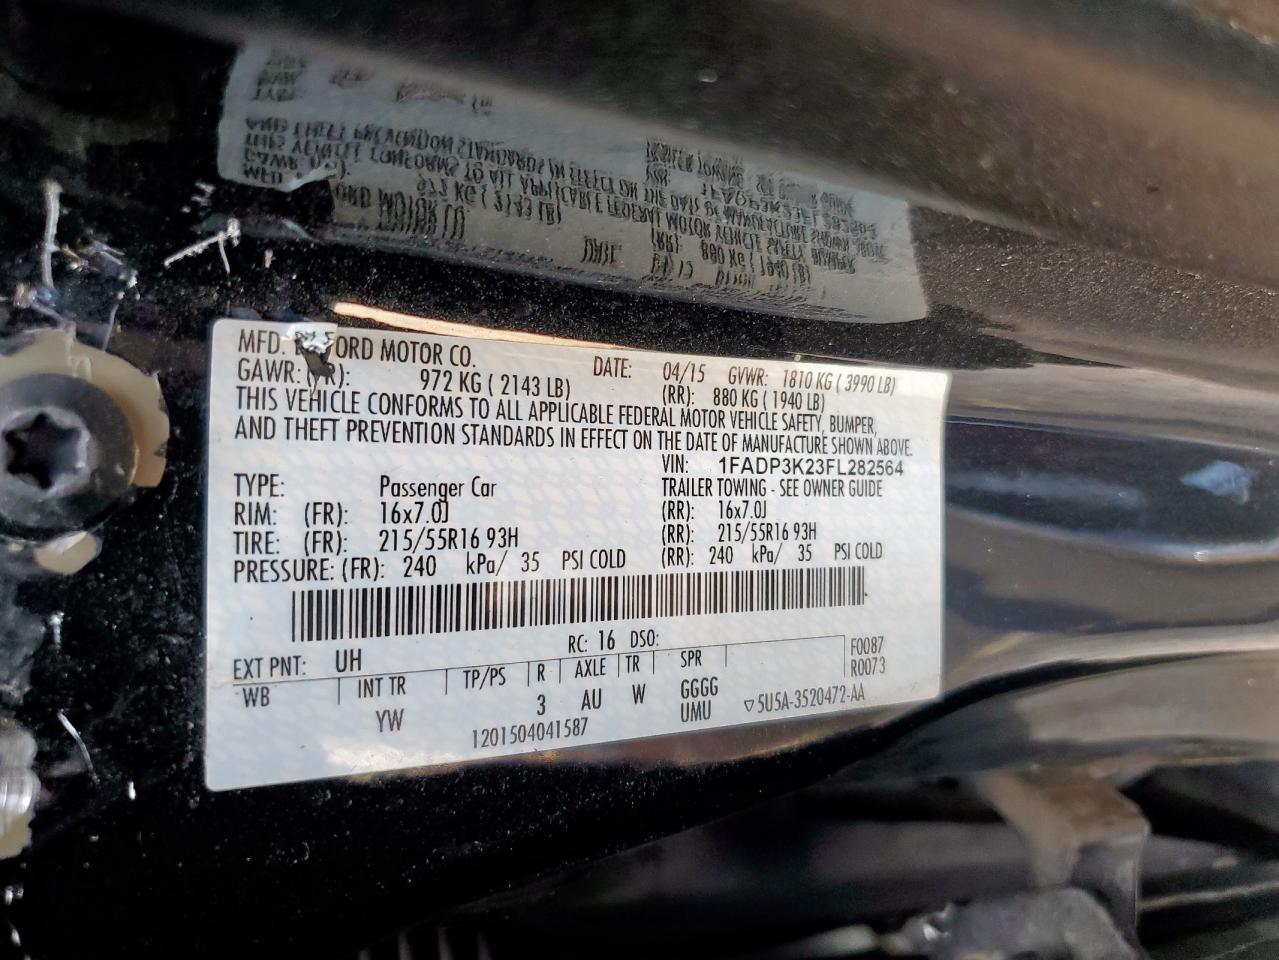 MFD. BY FORD MOTOR CO. DATE: 04/15 GVWR: 1810 KG ( 3990 LB)
GAWR: (FR): 972 KG ( 2143 LB) (RR): 880 KG ( 1940 LB)
THIS VEHICLE CONFORMS TO ALL APPLICABLE FEDERAL MOTOR VEHICLE SAFETY, BUMPER,
AND THEFT PREVENTION STANDARDS IN EFFECT ON THE DATE OF MANUFACTURE SHOWN ABOVE.
VIN: 1FADP3K23FL282564
TYPE: Passenger Car TRAILER TOWING - SEE OWNER GUIDE
RIM: (FR): 16x7.0J (RR): 16x7.0J
TIRE: (FR): 215/55R16 93H (RR): 215/55R16 93H
PRESSURE: (FR): 240 kPa/ 35 PSI COLD (RR): 240 kPa/ 35 PSI COLD
RC: 16 DSO:
EXT PNT: UH F0087
R0073
WB INT TR TP/PS R AXLE TR SPR
YW 3 AU W GGGG
UMU
▽5U5A-3520472-AA
1201504041587